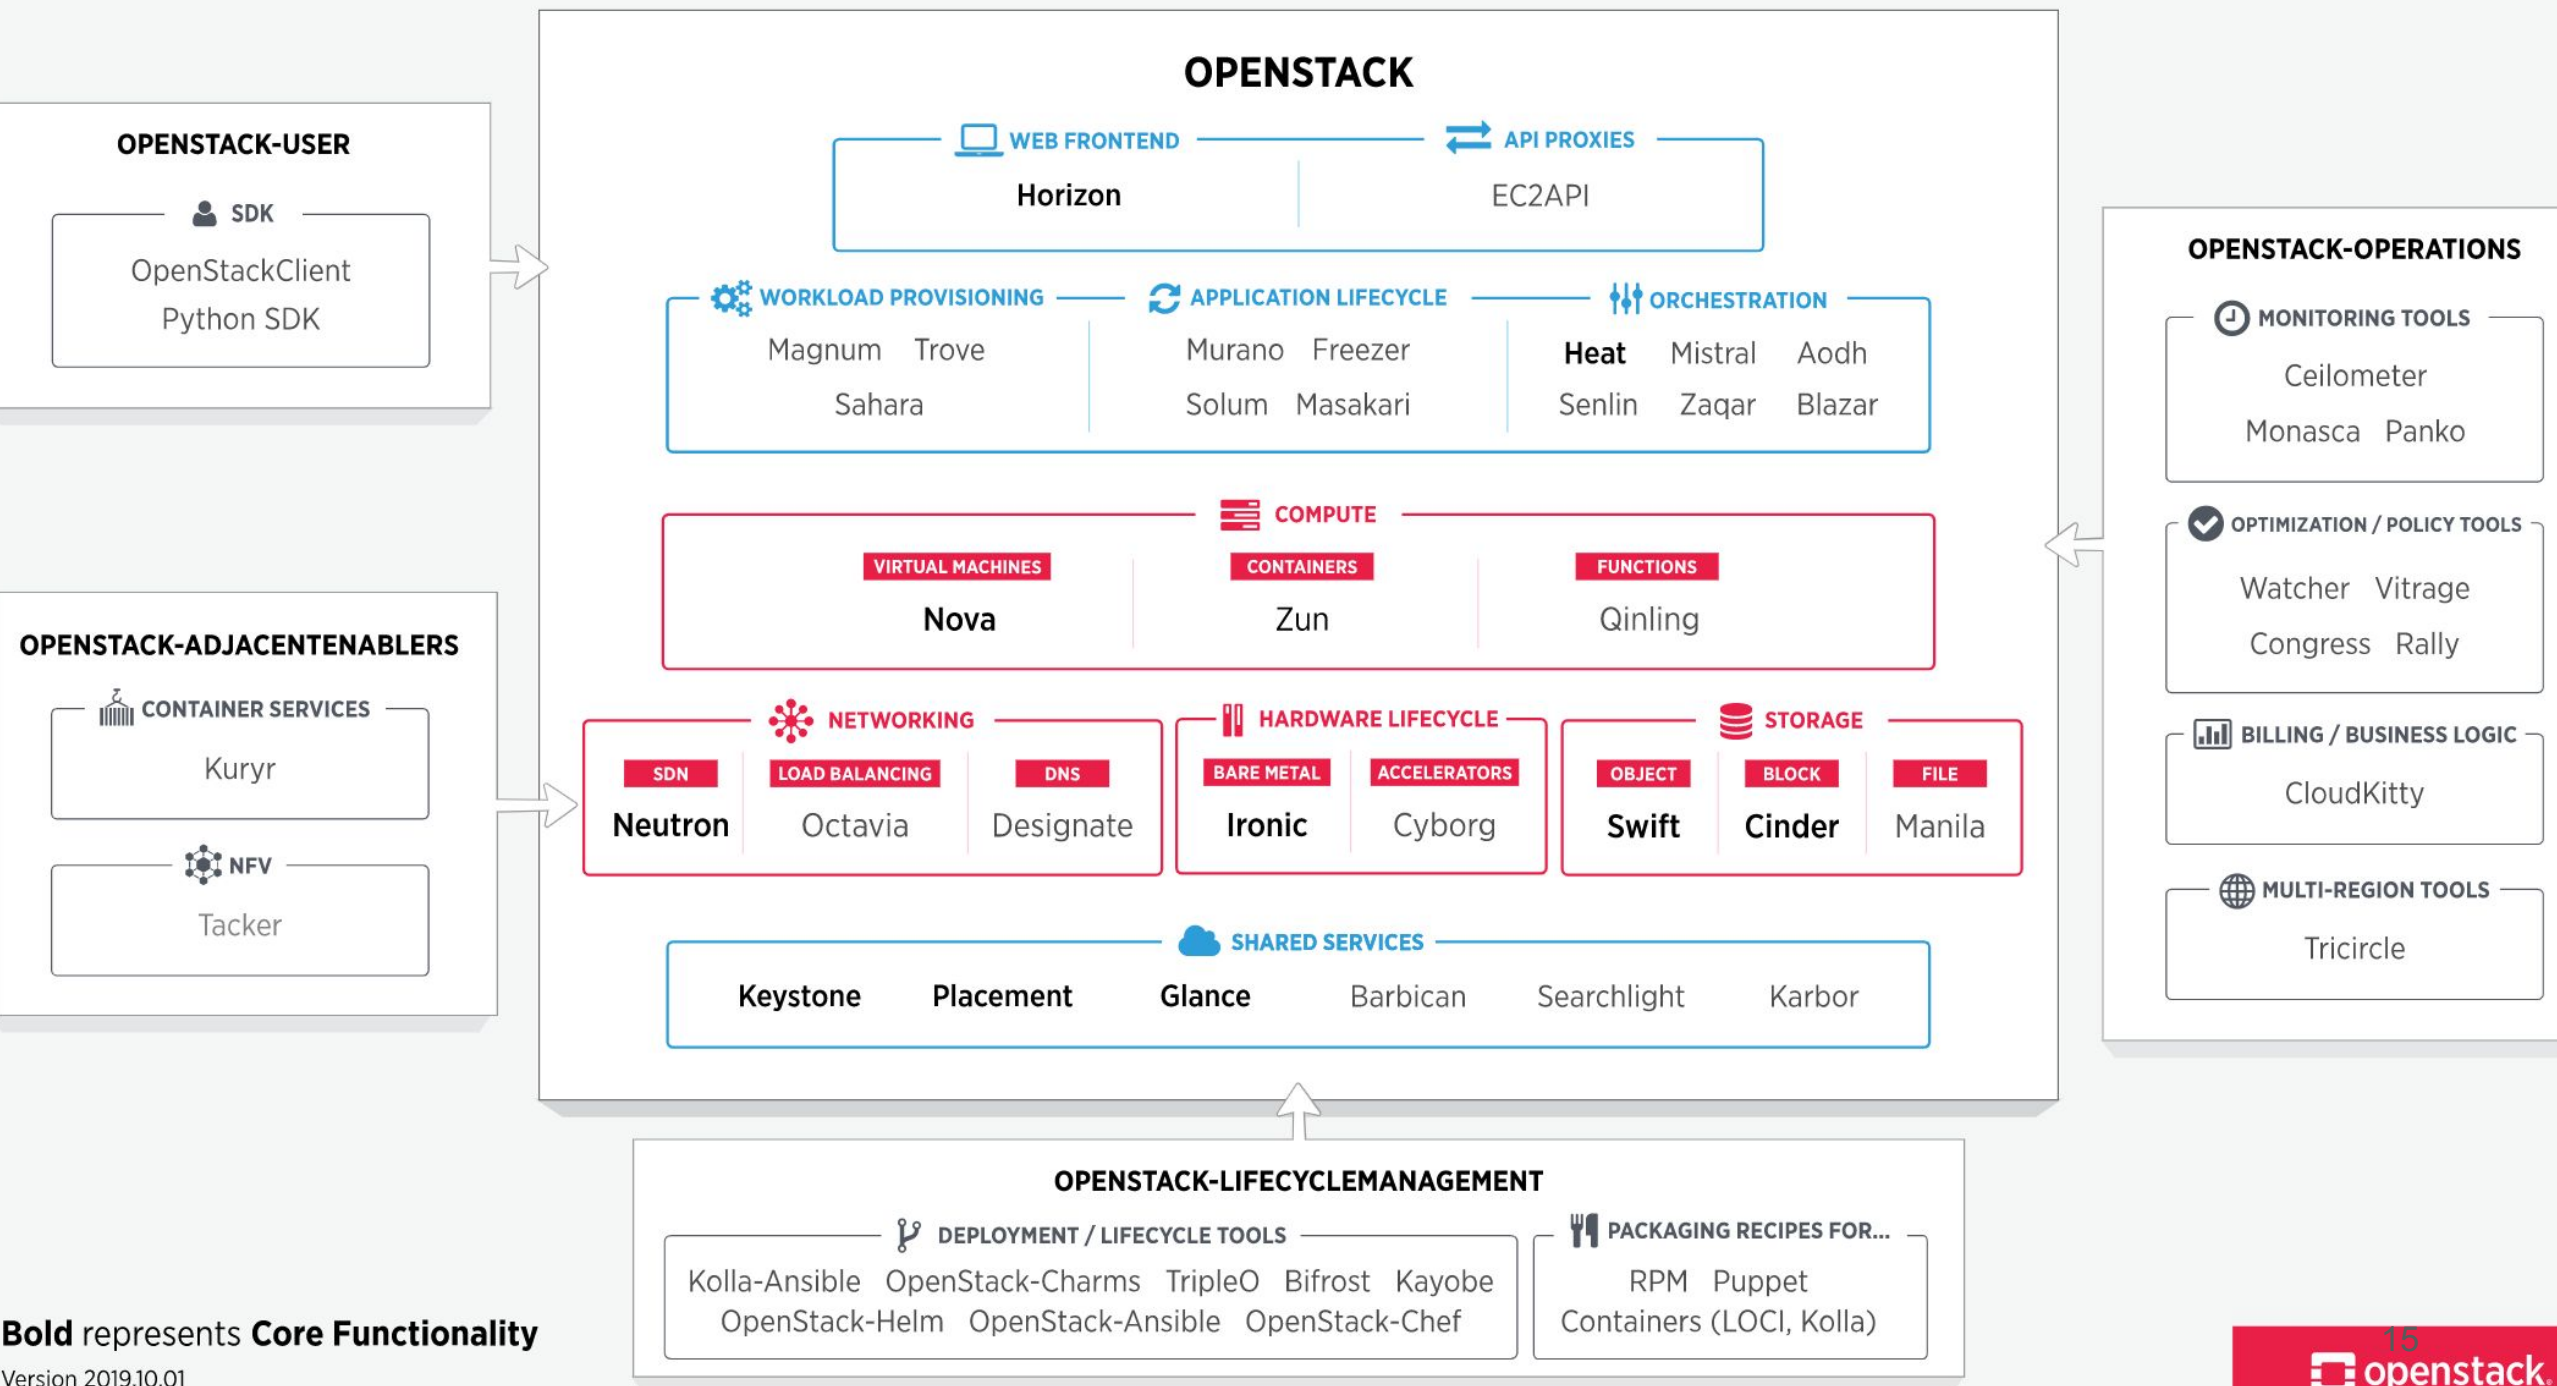 OPENSTACK
WEB FRONTEND
API PROXIES
Horizon
EC2API
WORKLOAD PROVISIONING
APPLICATION LIFECYCLE
ORCHESTRATION
Magnum Trove
Sahara
Murano Freezer
Solum Masakari
Heat Mistral Aodh
Senlin Zaqar Blazar
COMPUTE
VIRTUAL MACHINES
Nova
CONTAINERS
Zun
FUNCTIONS
Qinling
NETWORKING
SDN
Neutron
LOAD BALANCING
Octavia
DNS
Designate
HARDWARE LIFECYCLE
BARE METAL
Ironic
ACCELERATORS
Cyborg
STORAGE
OBJECT
Swift
BLOCK
Cinder
FILE
Manila
SHARED SERVICES
Keystone Placement Glance Barbican Searchlight Karbor
OPENSTACK-USER
SDK
OpenStackClient
Python SDK
OPENSTACK-ADJACENTENABLERS
CONTAINER SERVICES
Kuryr
NFV
Tacker
OPENSTACK-OPERATIONS
MONITORING TOOLS
Ceilometer
Monasca Panko
OPTIMIZATION / POLICY TOOLS
Watcher Vitrage
Congress Rally
BILLING / BUSINESS LOGIC
CloudKitty
MULTI-REGION TOOLS
Tricircle
OPENSTACK-LIFECYCLEMANAGEMENT
DEPLOYMENT / LIFECYCLE TOOLS
Kolla-Ansible OpenStack-Charms TripleO Bifrost Kayobe
OpenStack-Helm OpenStack-Ansible OpenStack-Chef
PACKAGING RECIPES FOR...
RPM Puppet
Containers (LOCI, Kolla)
Bold represents Core Functionality
Version 2019.10.01
15
openstack.